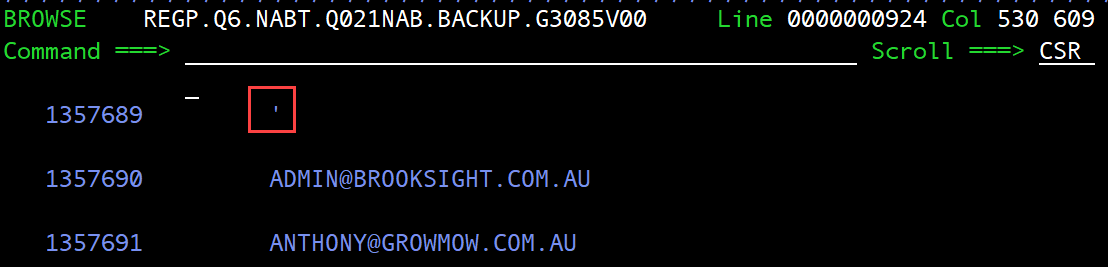 BROWSE    REGP.Q6.NABT.Q021NAB.BACKUP.G3085V00     Line 0000000924 Col 530 609
Command ===> _ Scroll ===> CSR
1357689 '
1357690 ADMIN@BROOKSIGHT.COM.AU
1357691 ANTHONY@GROWMOW.COM.AU